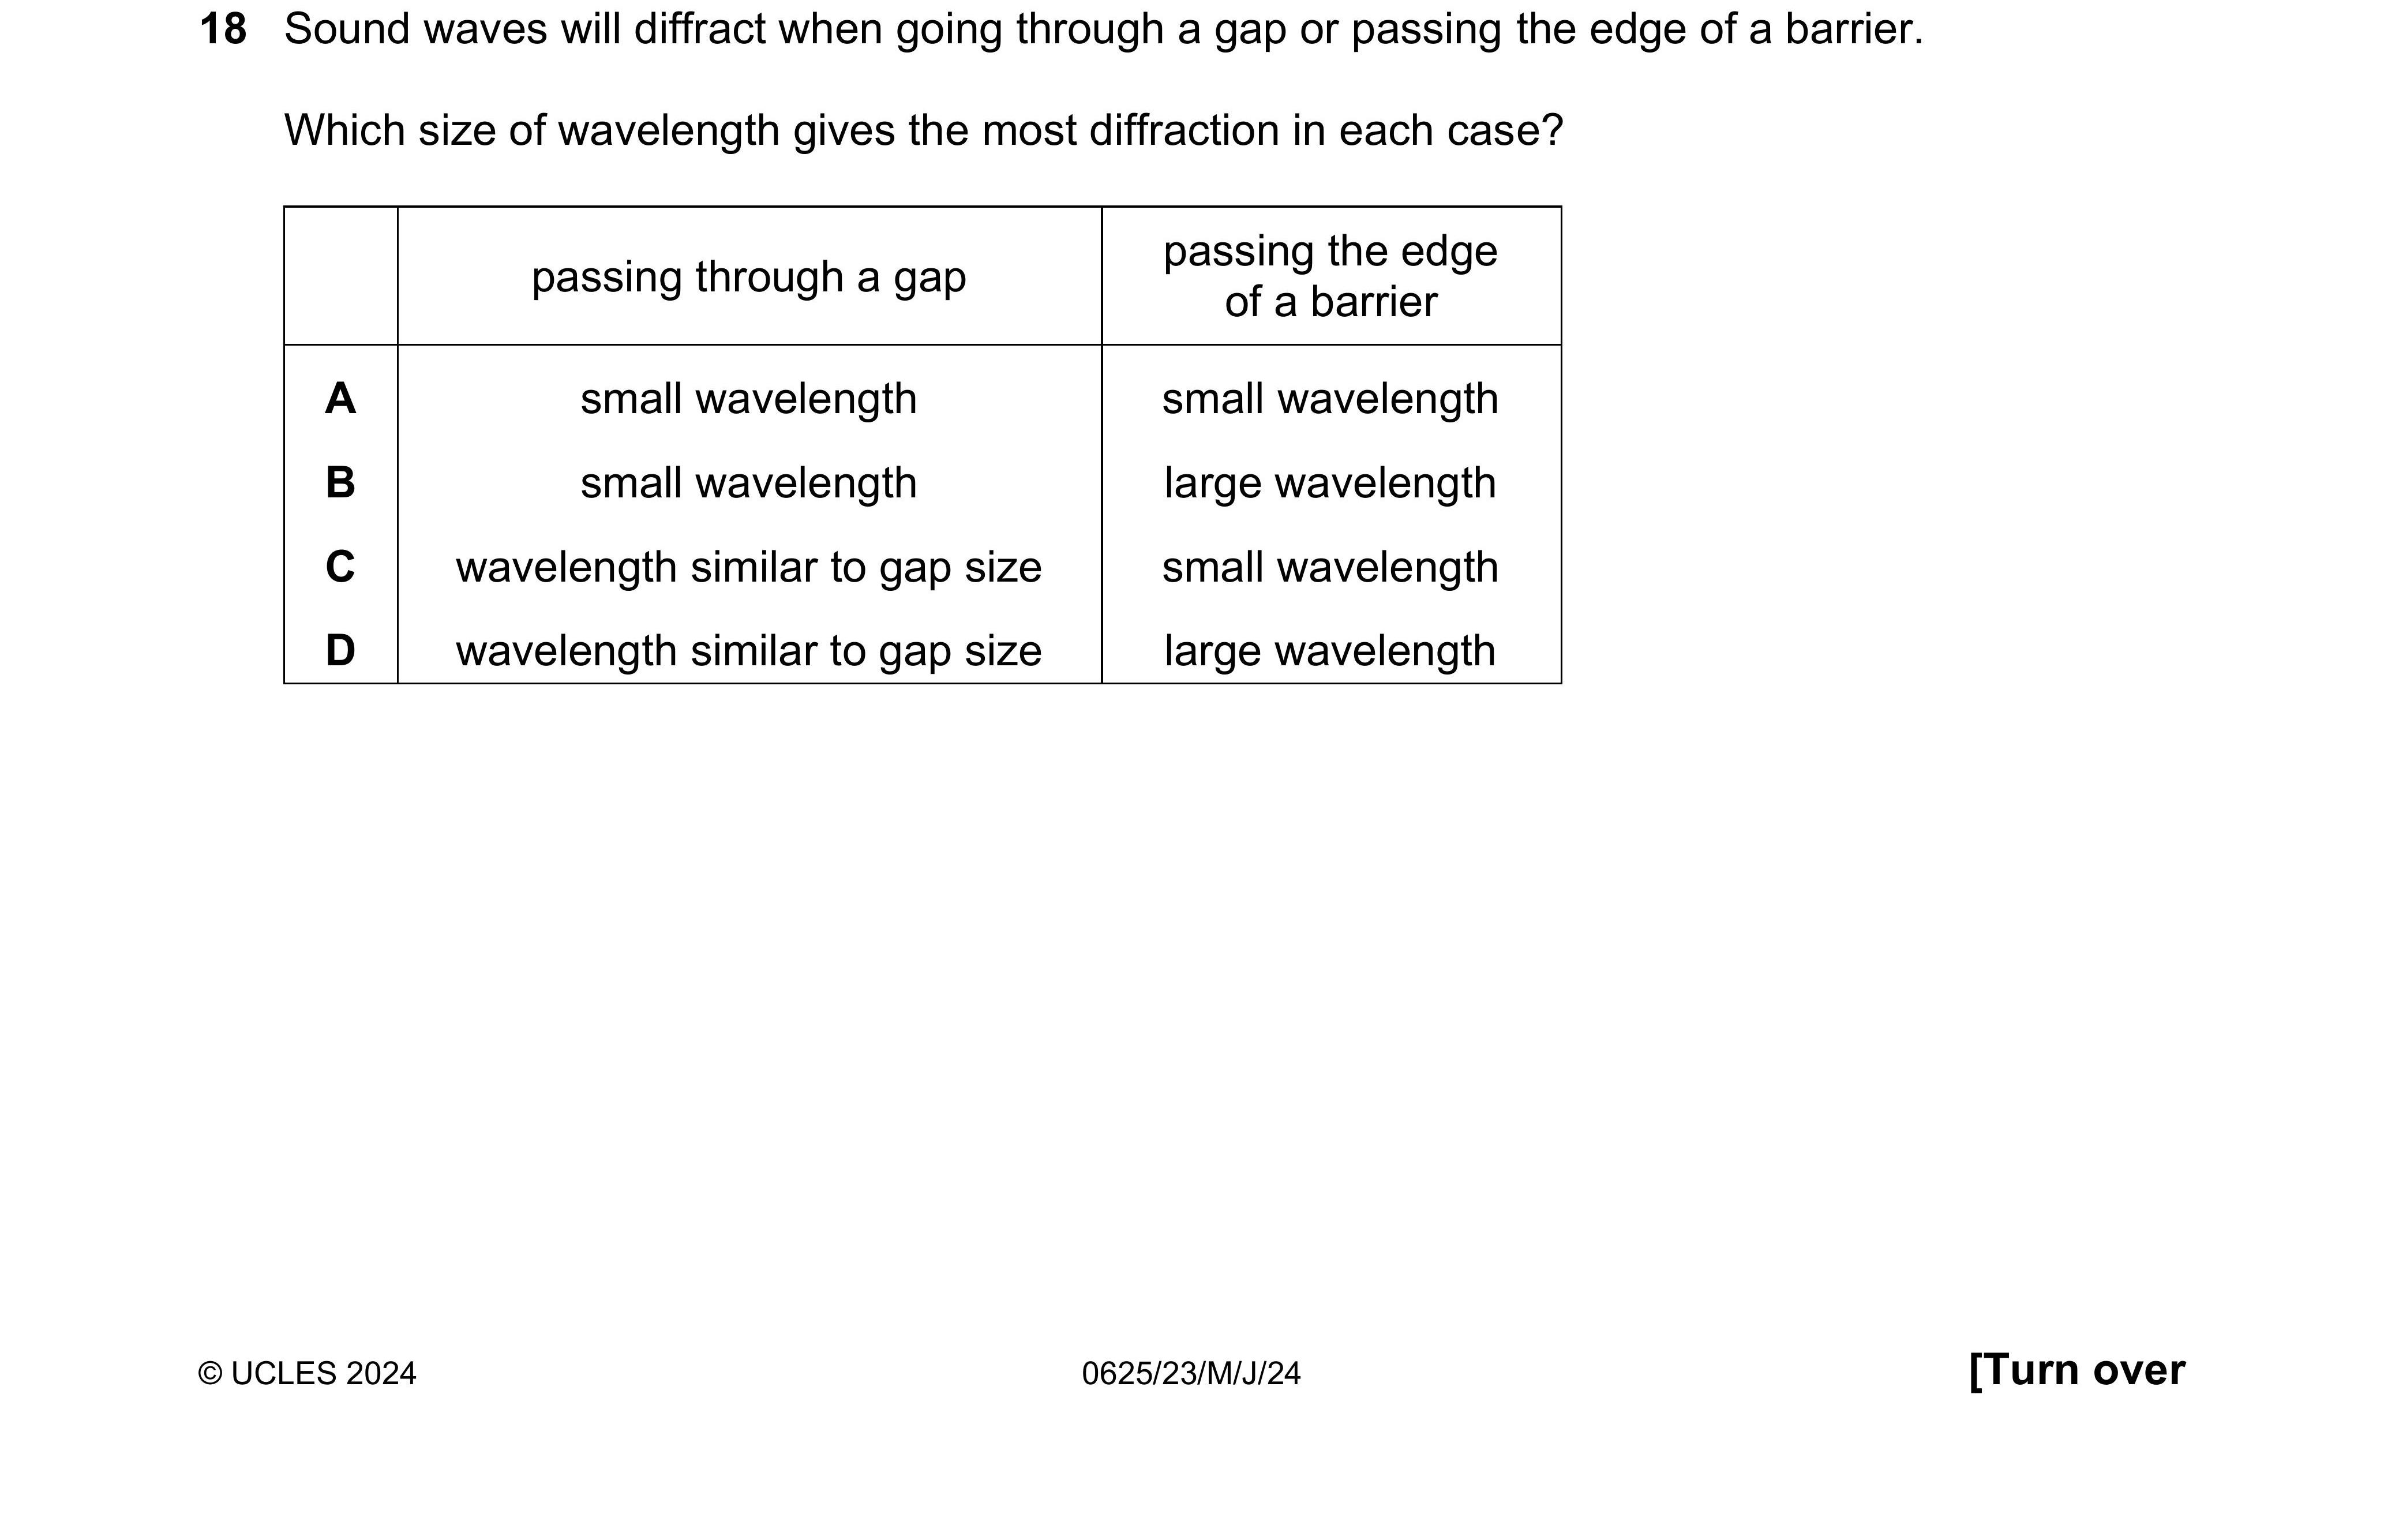 18 Sound waves will diffract when going through a gap or passing the edge of a barrier.
Which size of wavelength gives the most diffraction in each case?
passing through a gap passing the edge of a barrier
A small wavelength small wavelength
B small wavelength large wavelength
C wavelength similar to gap size small wavelength
D wavelength similar to gap size large wavelength
© UCLES 2024 0625/23/M/J/24 [Turn over